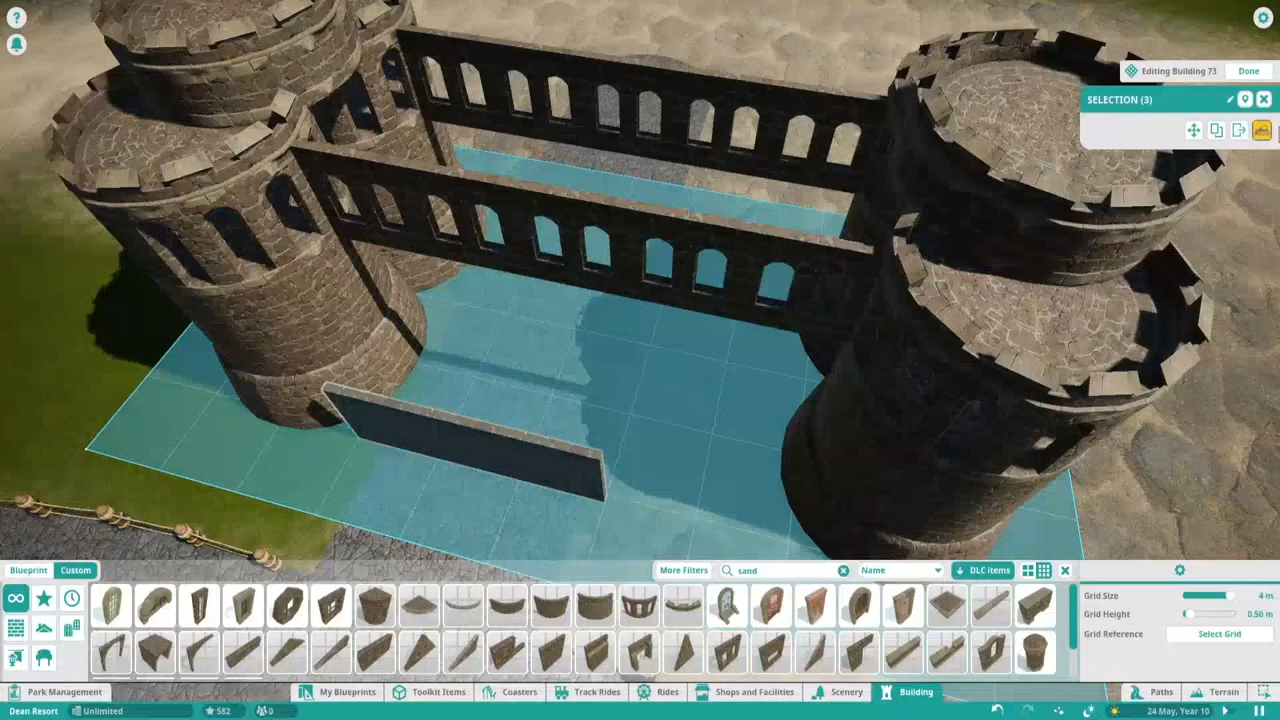 ?
Editing Building 73 Done
SELECTION (3)
Blueprint Custom
More Filters sand Name DLC items
Grid Size 4 m
Grid Height 0.56 m
Grid Reference Select Grid
Park Management My Blueprints Toolkit Items Coasters Track Rides Rides Shops and Facilities Scenery Building Paths Terrain
Dean Resort Unlimited 582 0 24 May, Year 10